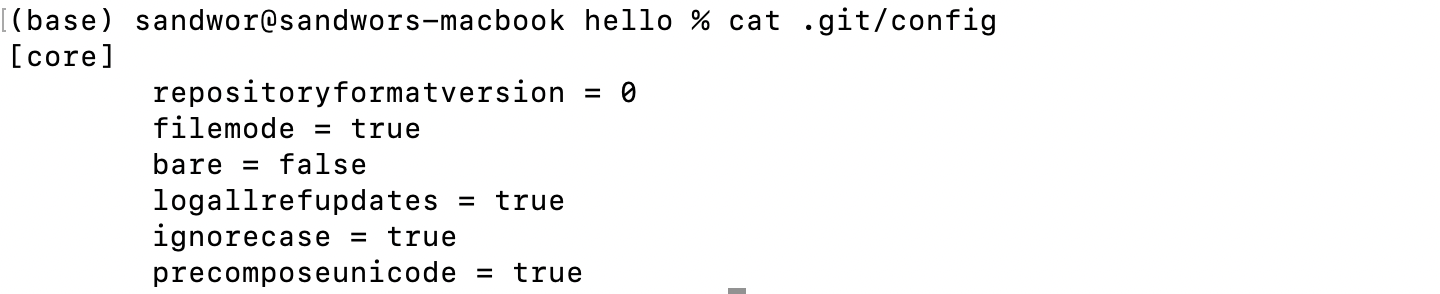 [(base) sandwor@sandwors-macbook hello % cat .git/config
[core]
        repositoryformatversion = 0
        filemode = true
        bare = false
        logallrefupdates = true
        ignorecase = true
        precomposeunicode = true